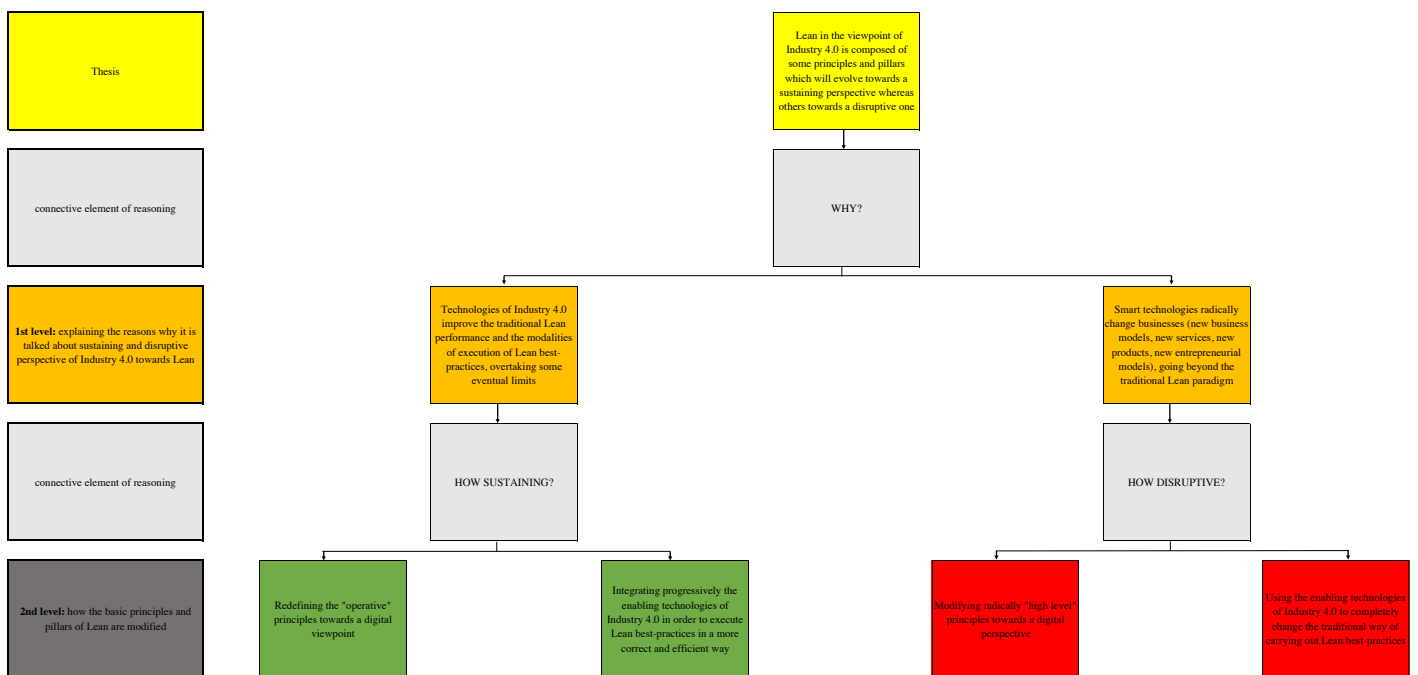 Thesis
Lean in the viewpoint of
Industry 4.0 is composed of
some principles and pillars
which will evolve towards a
sustaining perspective whereas
others towards a disruptive one
connective element of reasoning
WHY?
1st level: explaining the reasons why it is
talked about sustaining and disruptive
perspective of Industry 4.0 towards Lean
Technologies of Industry 4.0
improve the traditional Lean
performance and the modalities
of execution of Lean best-
practices, overtaking some
eventual limits
Smart technologies radically
change businesses (new business
models, new services, new
products, new entrepreneurial
models), going beyond the
traditional Lean paradigm
connective element of reasoning
HOW SUSTAINING?
HOW DISRUPTIVE?
2nd level: how the basic principles and
pillars of Lean are modified
Redefining the "operative"
principles towards a digital
viewpoint
Integrating progressively the
enabling technologies of
Industry 4.0 in order to execute
Lean best-practices in a more
correct and efficient way
Modifying radically "high level"
principles towards a digital
perspective
Using the enabling technologies
of Industry 4.0 to completely
change the traditional way of
carrying out Lean best-practices